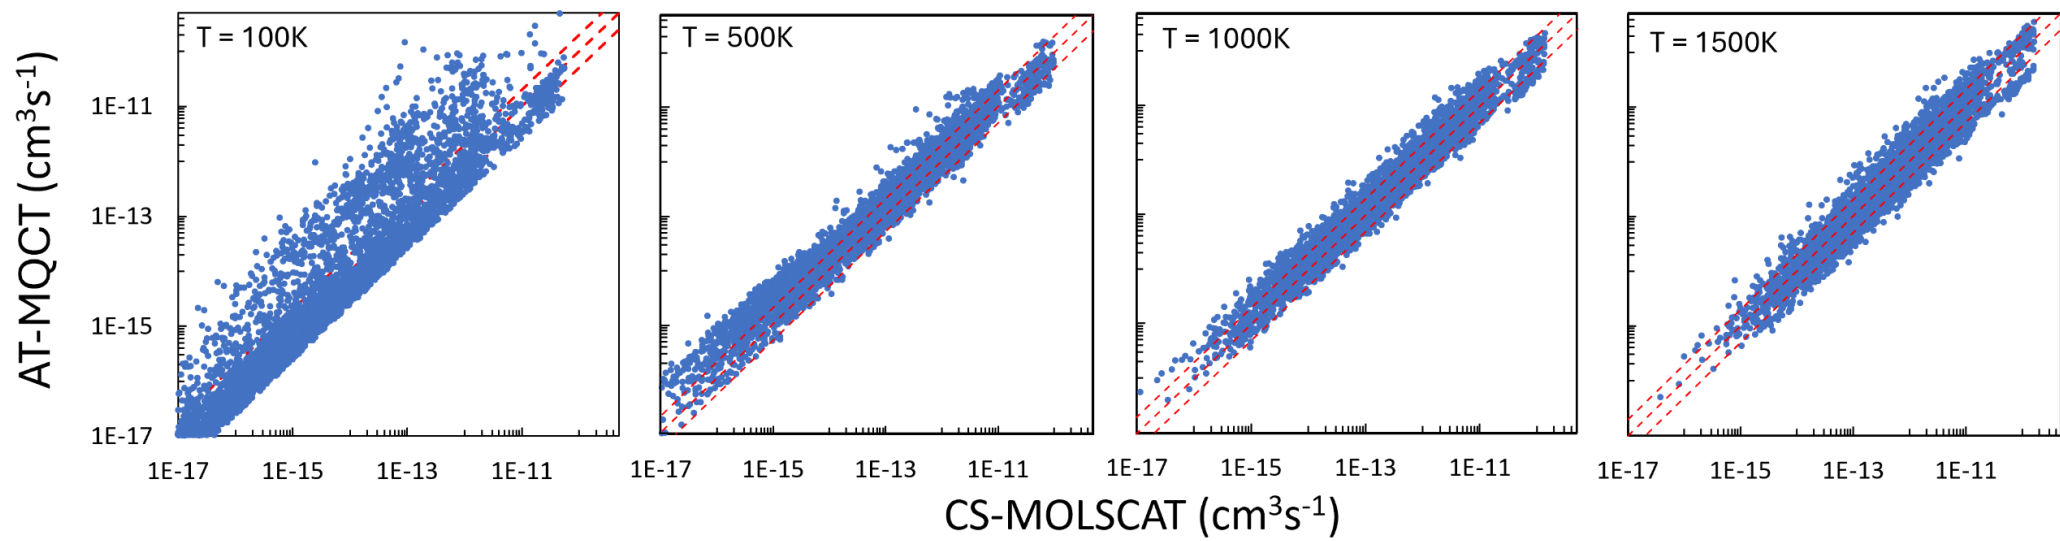 T = 100K
T = 500K
T = 1000K
T = 1500K
AT-MQCT (cm³s⁻¹)
1E-11
1E-13
1E-15
1E-17
1E-17 1E-15 1E-13 1E-11
1E-17 1E-15 1E-13 1E-11
1E-17 1E-15 1E-13 1E-11
1E-17 1E-15 1E-13 1E-11
CS-MOLSCAT (cm³s⁻¹)